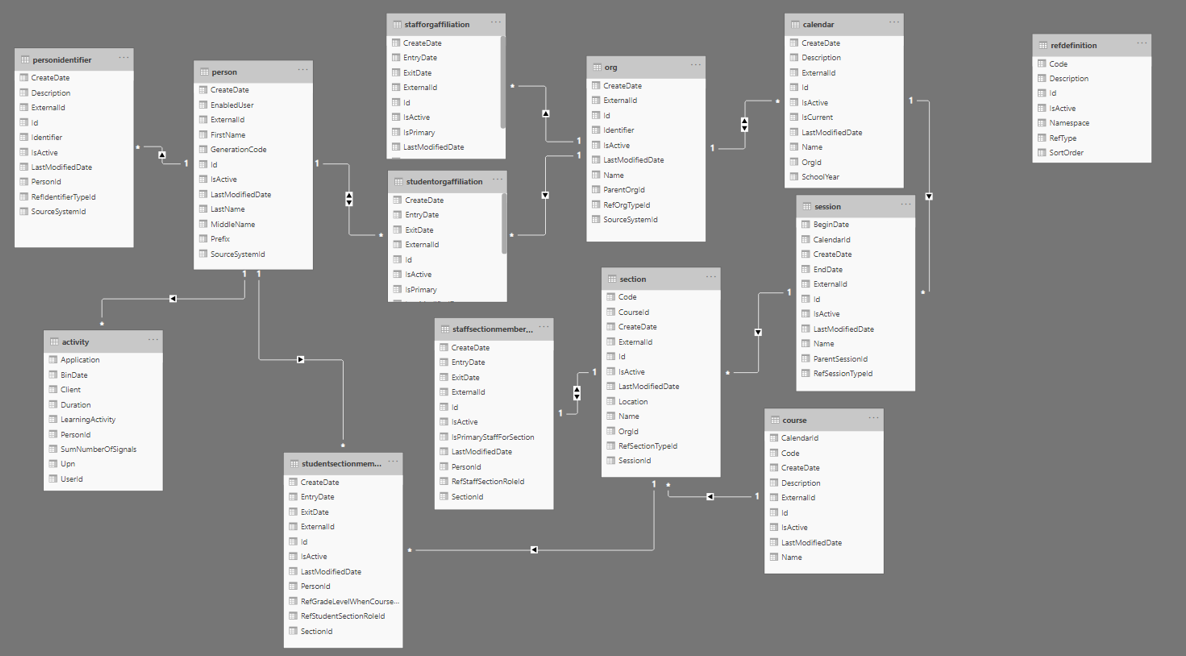 personidentifier
CreateDate
Description
ExternalId
Id
Identifier
IsActive
LastModifiedDate
PersonId
RefIdentifierTypeId
SourceSystemId
person
CreateDate
EnabledUser
ExternalId
FirstName
GenerationCode
Id
IsActive
LastModifiedDate
LastName
MiddleName
Prefix
SourceSystemId
stafforgaffiliation
CreateDate
EntryDate
ExitDate
ExternalId
Id
IsActive
IsPrimary
LastModifiedDate
studentorgaffiliation
CreateDate
EntryDate
ExitDate
ExternalId
Id
IsActive
IsPrimary
org
CreateDate
ExternalId
Id
Identifier
IsActive
LastModifiedDate
Name
ParentOrgId
RefOrgTypeId
SourceSystemId
calendar
CreateDate
Description
ExternalId
Id
IsActive
IsCurrent
LastModifiedDate
Name
OrgId
SchoolYear
refdefinition
Code
Description
Id
IsActive
Namespace
RefType
SortOrder
session
BeginDate
CalendarId
CreateDate
EndDate
ExternalId
Id
IsActive
LastModifiedDate
Name
ParentSessionId
RefSessionTypeId
section
Code
CourseId
CreateDate
ExternalId
Id
IsActive
LastModifiedDate
Location
Name
OrgId
RefSectionTypeId
SessionId
staffsectionmember...
CreateDate
EntryDate
ExitDate
ExternalId
Id
IsActive
IsPrimaryStaffForSection
LastModifiedDate
PersonId
RefStaffSectionRoleId
SectionId
activity
Application
BinDate
Client
Duration
LearningActivity
PersonId
SumNumberOfSignals
Upn
UserId
studentsectionmem...
CreateDate
EntryDate
ExitDate
ExternalId
Id
IsActive
LastModifiedDate
PersonId
RefGradeLevelWhenCourse...
RefStudentSectionRoleId
SectionId
course
CalendarId
Code
CreateDate
Description
ExternalId
Id
IsActive
LastModifiedDate
Name
* 1
1 *
* 1
* 1
1 *
1 *
1 *
1 *
1 *
1 1
* 1
1 *